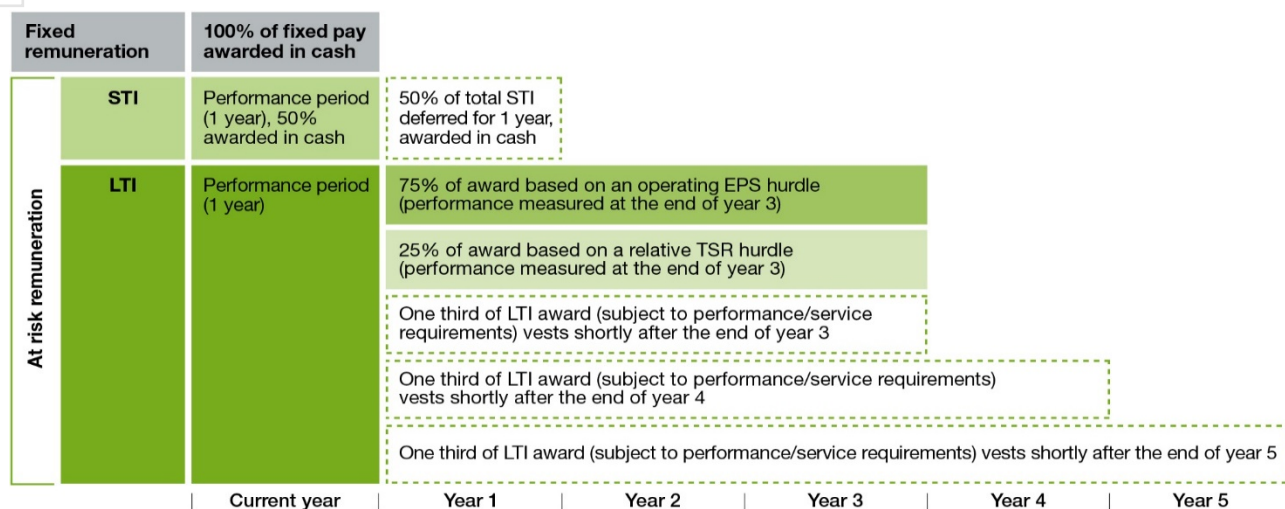 Fixed
remuneration
100% of fixed pay
awarded in cash
At risk remuneration
STI
Performance period
(1 year), 50%
awarded in cash
50% of total STI
deferred for 1 year,
awarded in cash
LTI
Performance period
(1 year)
75% of award based on an operating EPS hurdle
(performance measured at the end of year 3)
25% of award based on a relative TSR hurdle
(performance measured at the end of year 3)
One third of LTI award (subject to performance/service
requirements) vests shortly after the end of year 3
One third of LTI award (subject to performance/service requirements)
vests shortly after the end of year 4
One third of LTI award (subject to performance/service requirements) vests shortly after the end of year 5
Current year
Year 1
Year 2
Year 3
Year 4
Year 5